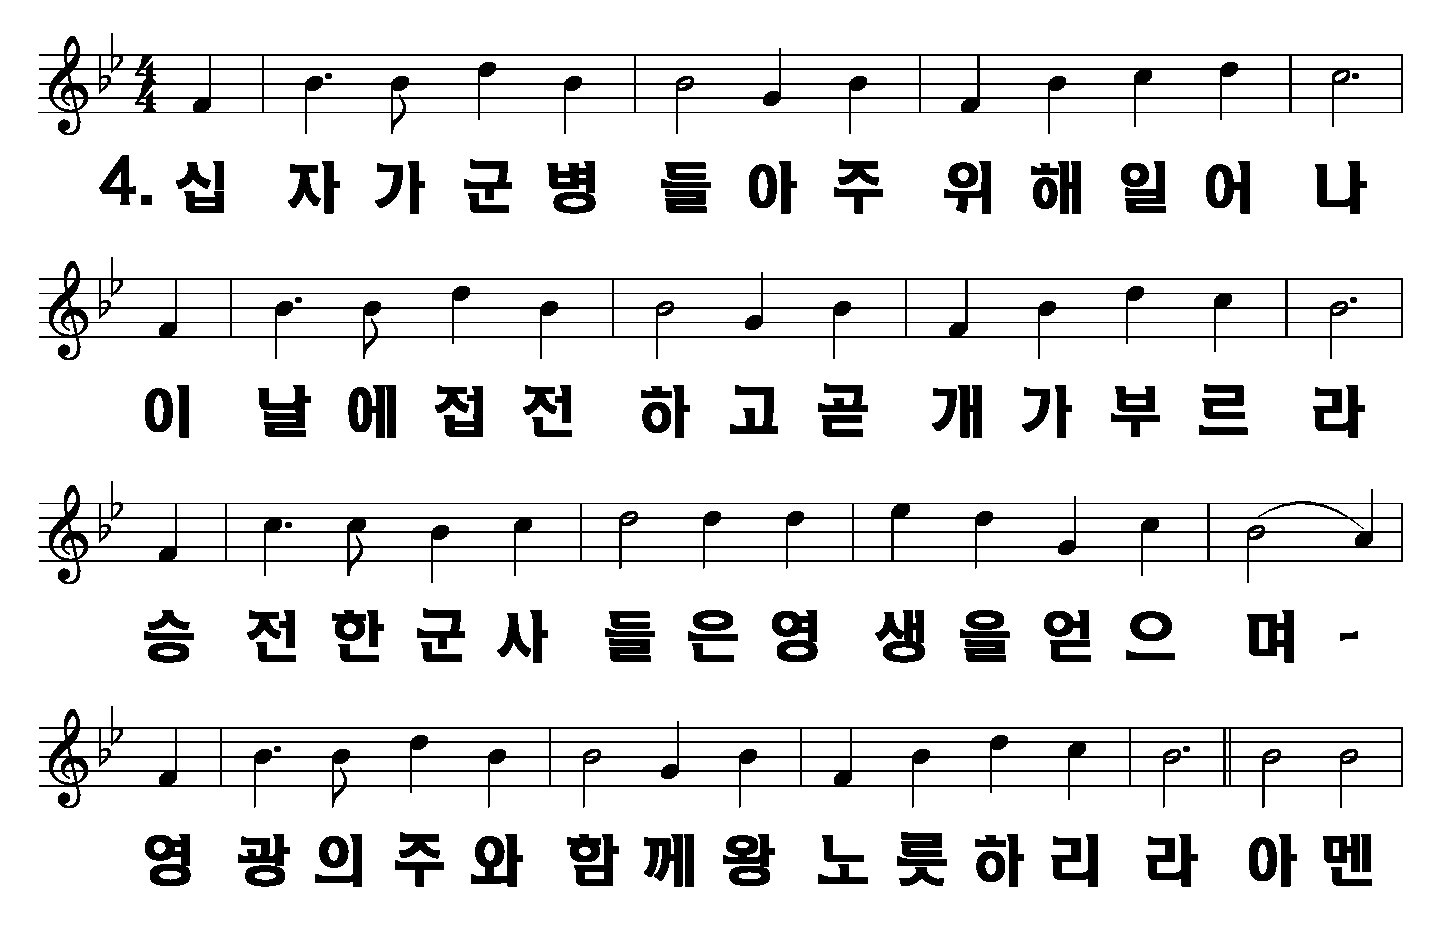 4. 십 자 가 군 병 들 아 주 위 해 일 어 나
이 날 에 접 전 하 고 곧 개 가 부 르 라
승 전 한 군 사 들 은 영 생 을 얻 으 며 -
영 광 의 주 와 함 께 왕 노 릇 하 리 라 아 멘